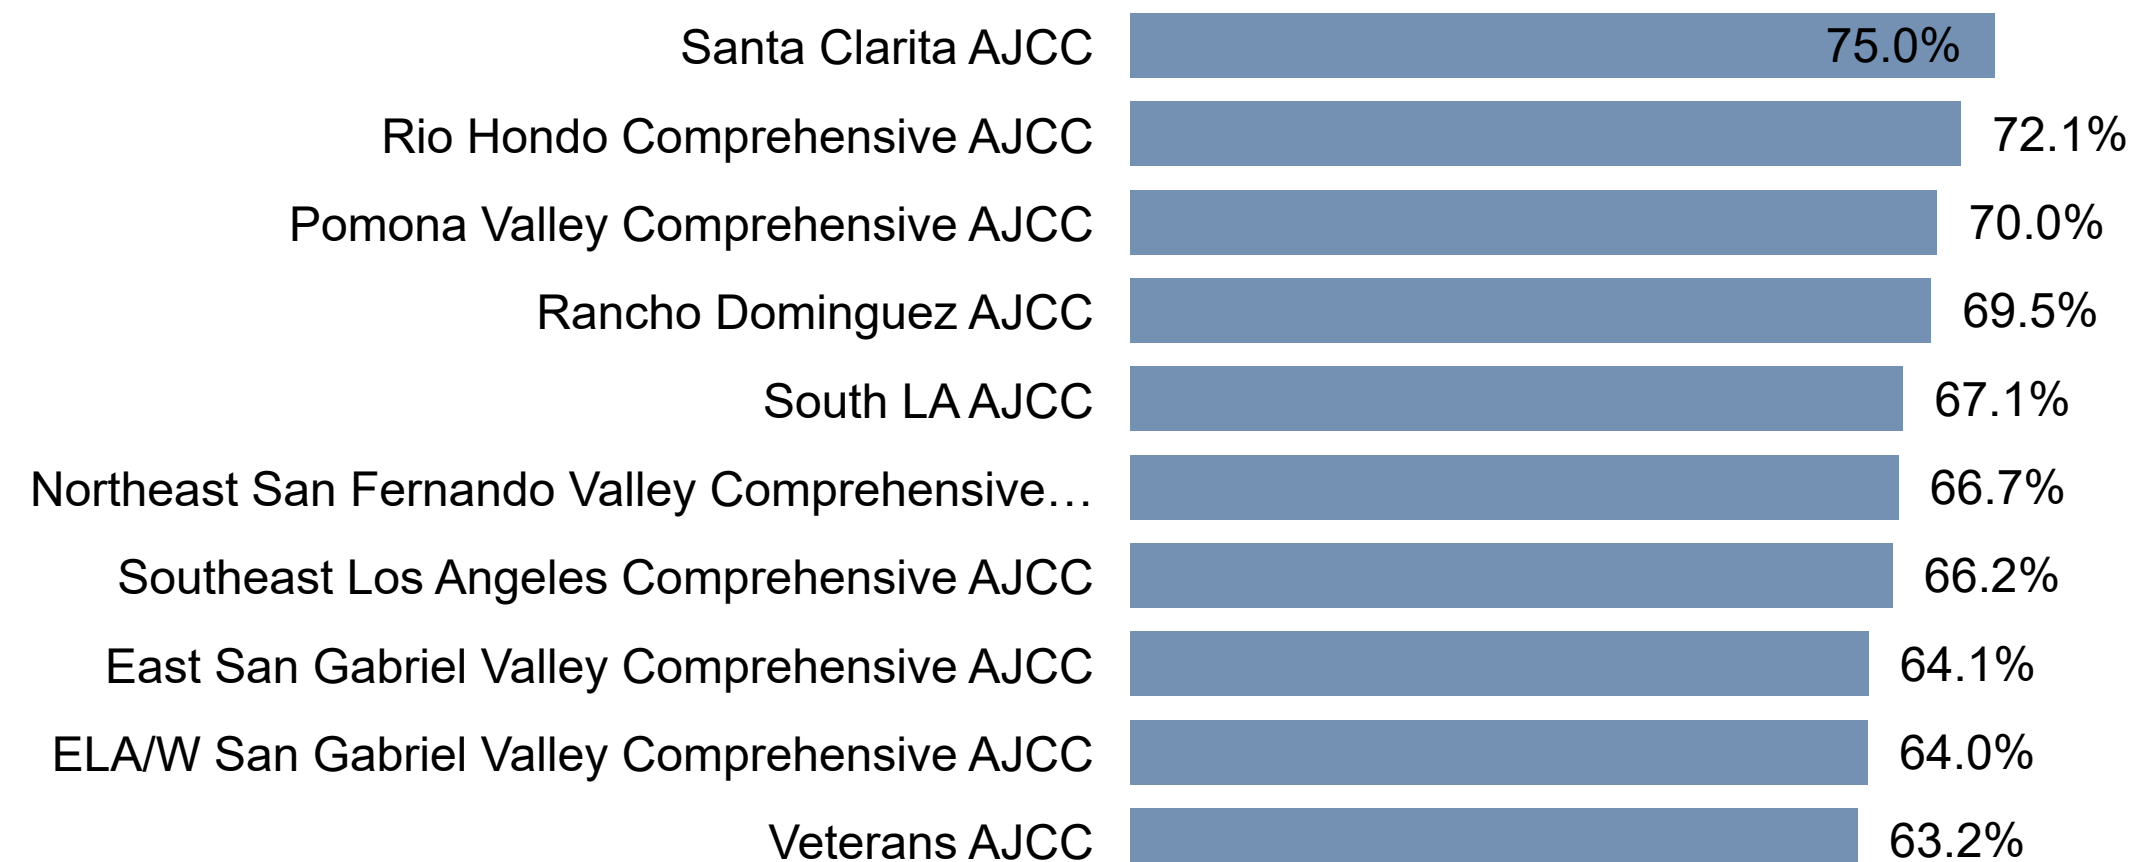 Santa Clarita AJCC 75.0%
Rio Hondo Comprehensive AJCC 72.1%
Pomona Valley Comprehensive AJCC 70.0%
Rancho Dominguez AJCC 69.5%
South LA AJCC 67.1%
Northeast San Fernando Valley Comprehensive… 66.7%
Southeast Los Angeles Comprehensive AJCC 66.2%
East San Gabriel Valley Comprehensive AJCC 64.1%
ELA/W San Gabriel Valley Comprehensive AJCC 64.0%
Veterans AJCC 63.2%